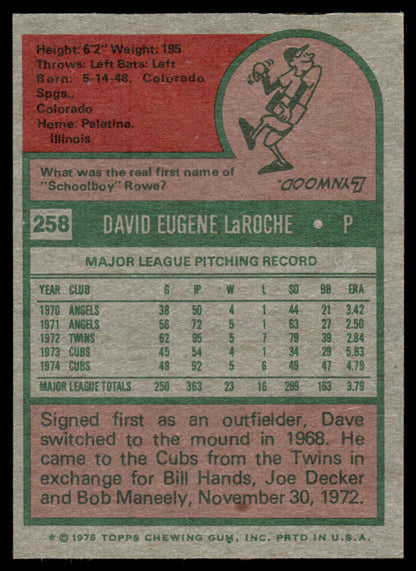 Height: 6'2" Weight: 195
Throws: Left Bats: Left
Born: 5-14-48, Colorado
Spgs.,
Colorado
Home: Palatine,
Illinois
What was the real first name of
"Schoolboy" Rowe?
LYNWOOD.
258 DAVID EUGENE LaROCHE • P
MAJOR LEAGUE PITCHING RECORD
YEAR CLUB G IP W L SO BB ERA
1970 ANGELS 38 50 4 1 44 21 3.42
1971 ANGELS 56 72 5 1 63 27 2.50
1972 TWINS 62 95 5 7 79 39 2.84
1973 CUBS 45 54 4 1 34 29 5.83
1974 CUBS 49 92 5 6 49 47 4.79
MAJOR LEAGUE TOTALS 250 363 23 16 269 163 3.79
Signed first as an outfielder, Dave
switched to the mound in 1968. He
came to the Cubs from the Twins in
exchange for Bill Hands, Joe Decker
and Bob Maneely, November 30, 1972.
* © 1975 TOPPS CHEWING GUM, INC. PRTD IN U.S.A.